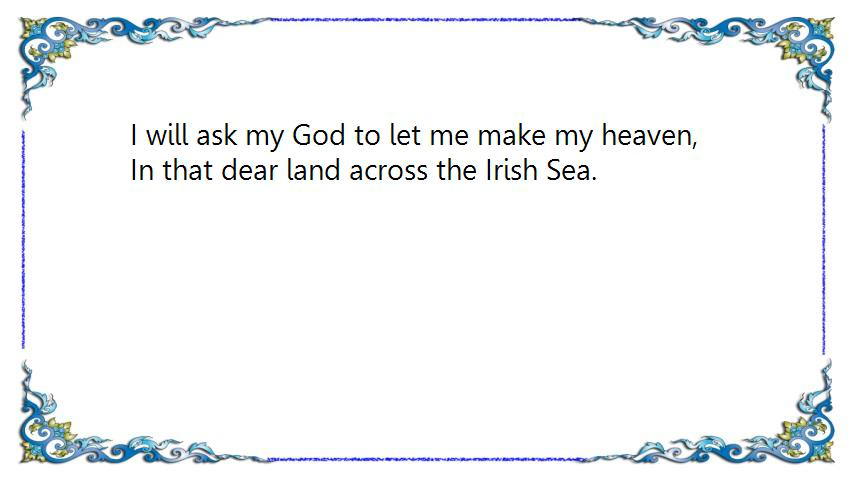 I will ask my God to let me make my heaven,
In that dear land across the Irish Sea.